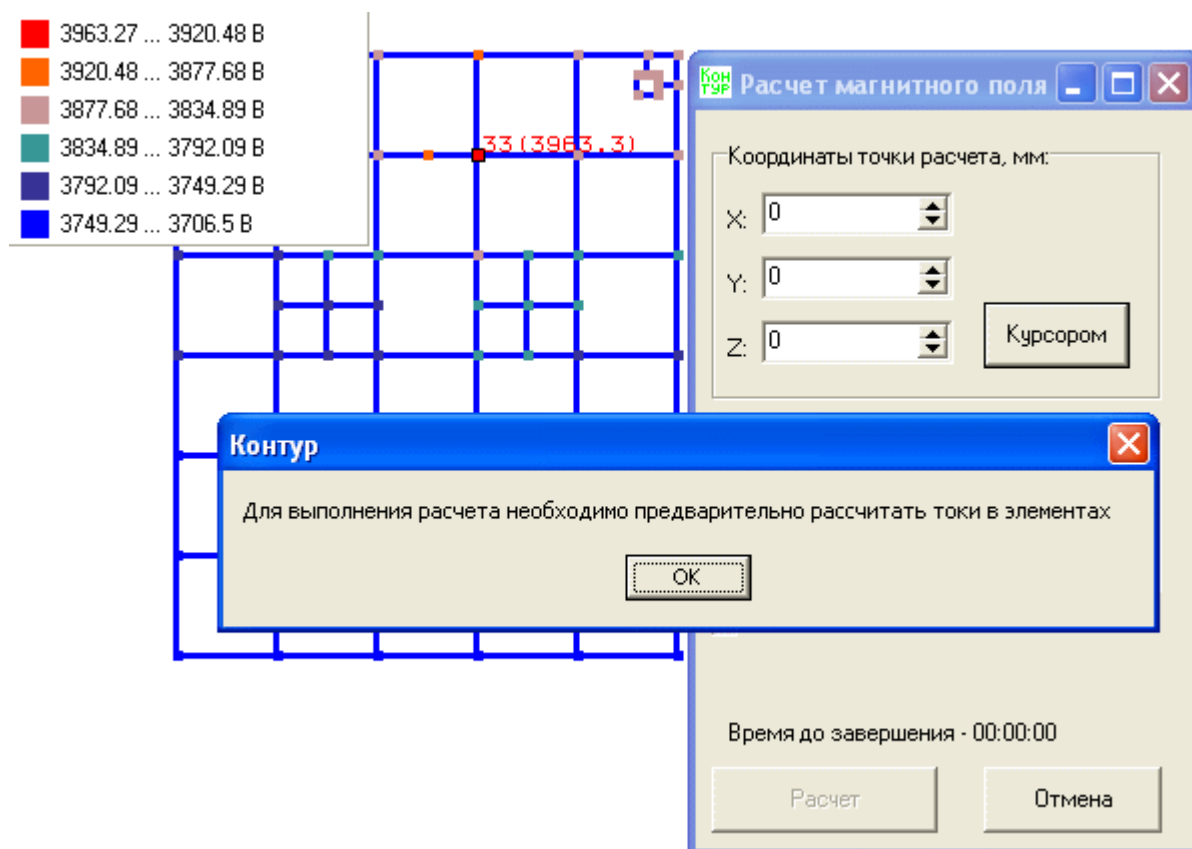 3963.27 ... 3920.48 В
3920.48 ... 3877.68 В
3877.68 ... 3834.89 В
3834.89 ... 3792.09 В
3792.09 ... 3749.29 В
3749.29 ... 3706.5 В
33(3963.3)
Кон
тур
Расчет магнитного поля
Координаты точки расчета, мм:
X: 0
Y: 0
Z: 0
Курсором
Контур
Для выполнения расчета необходимо предварительно рассчитать токи в элементах
OK
Время до завершения - 00:00:00
Расчет
Отмена